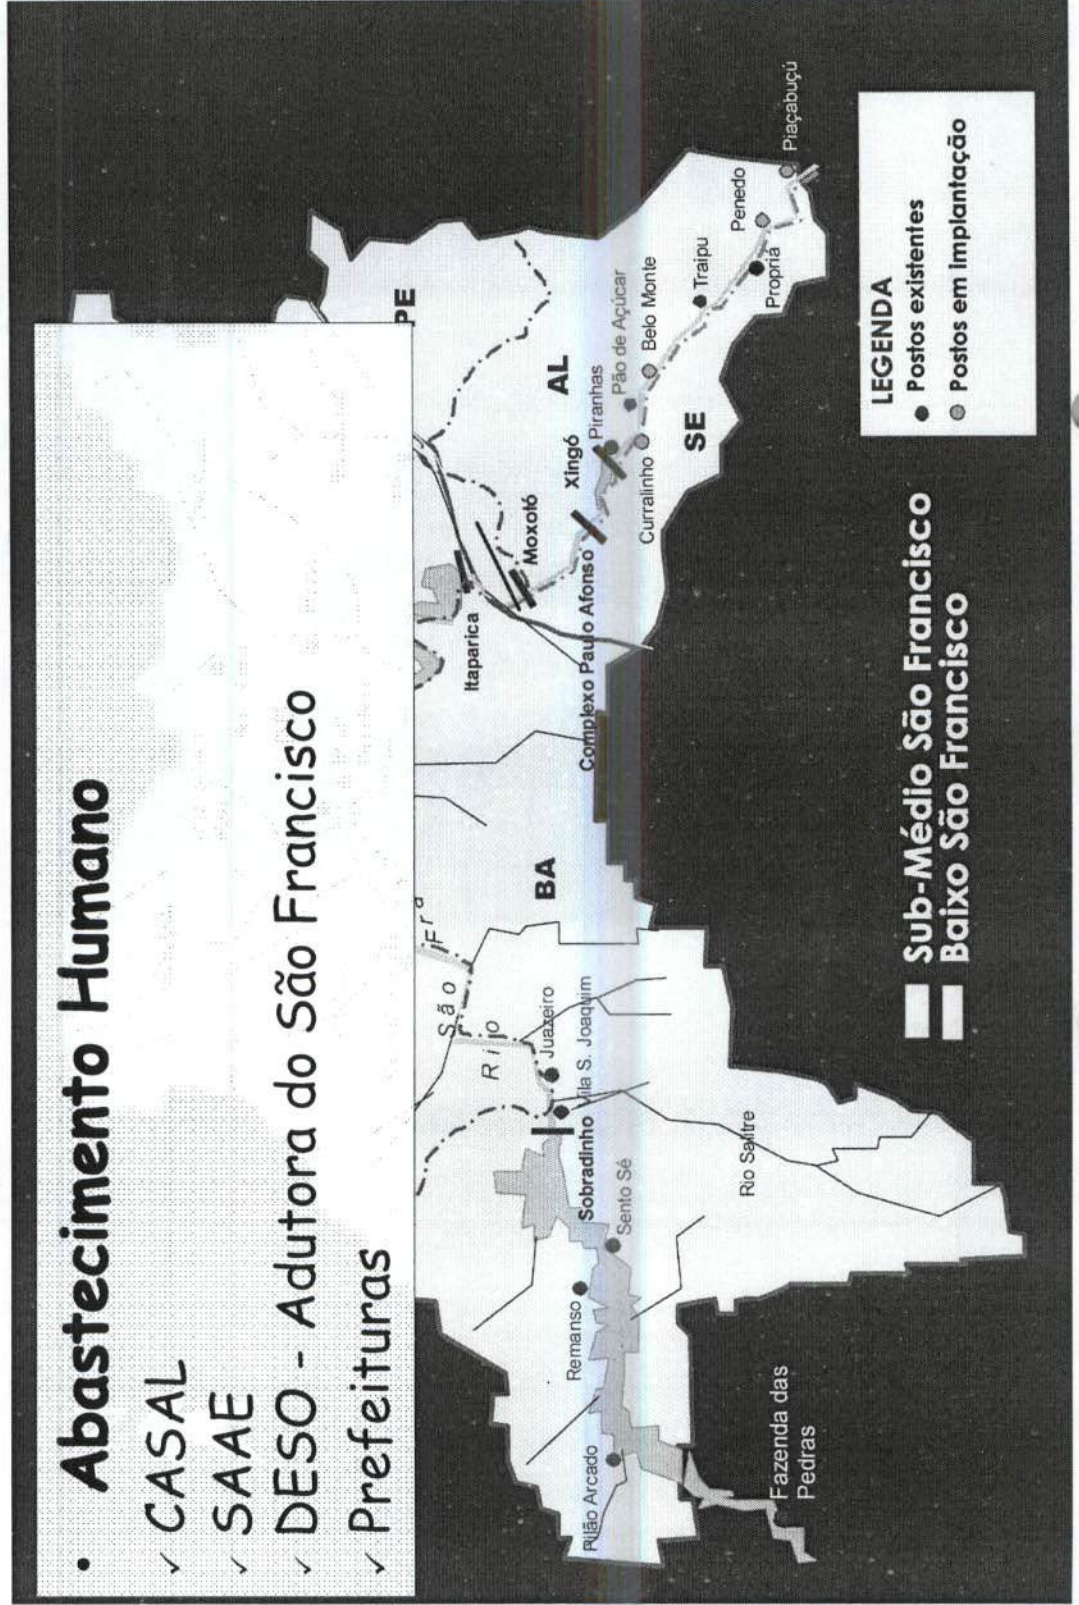 • Abastecimento Humano
✓ CASAL
✓ SAAE
✓ DESO - Adutora do São Francisco
✓ Prefeituras
PE
AL
SE
BA
Itaparica
Moxotó
Xingó
Complexo Paulo Afonso
Piranhas
Pão de Açúcar
Curralinho
Belo Monte
Traipu
Propria
Penedo
Piaçabuçú
Rio São Fra
Juazeiro
Vila S. Joaquim
Sobradinho
Sento Sé
Remanso
Pilão Arcado
Rio Salitre
Fazenda das
Pedras
Sub-Médio São Francisco
Baixo São Francisco
LEGENDA
Postos existentes
Postos em implantação